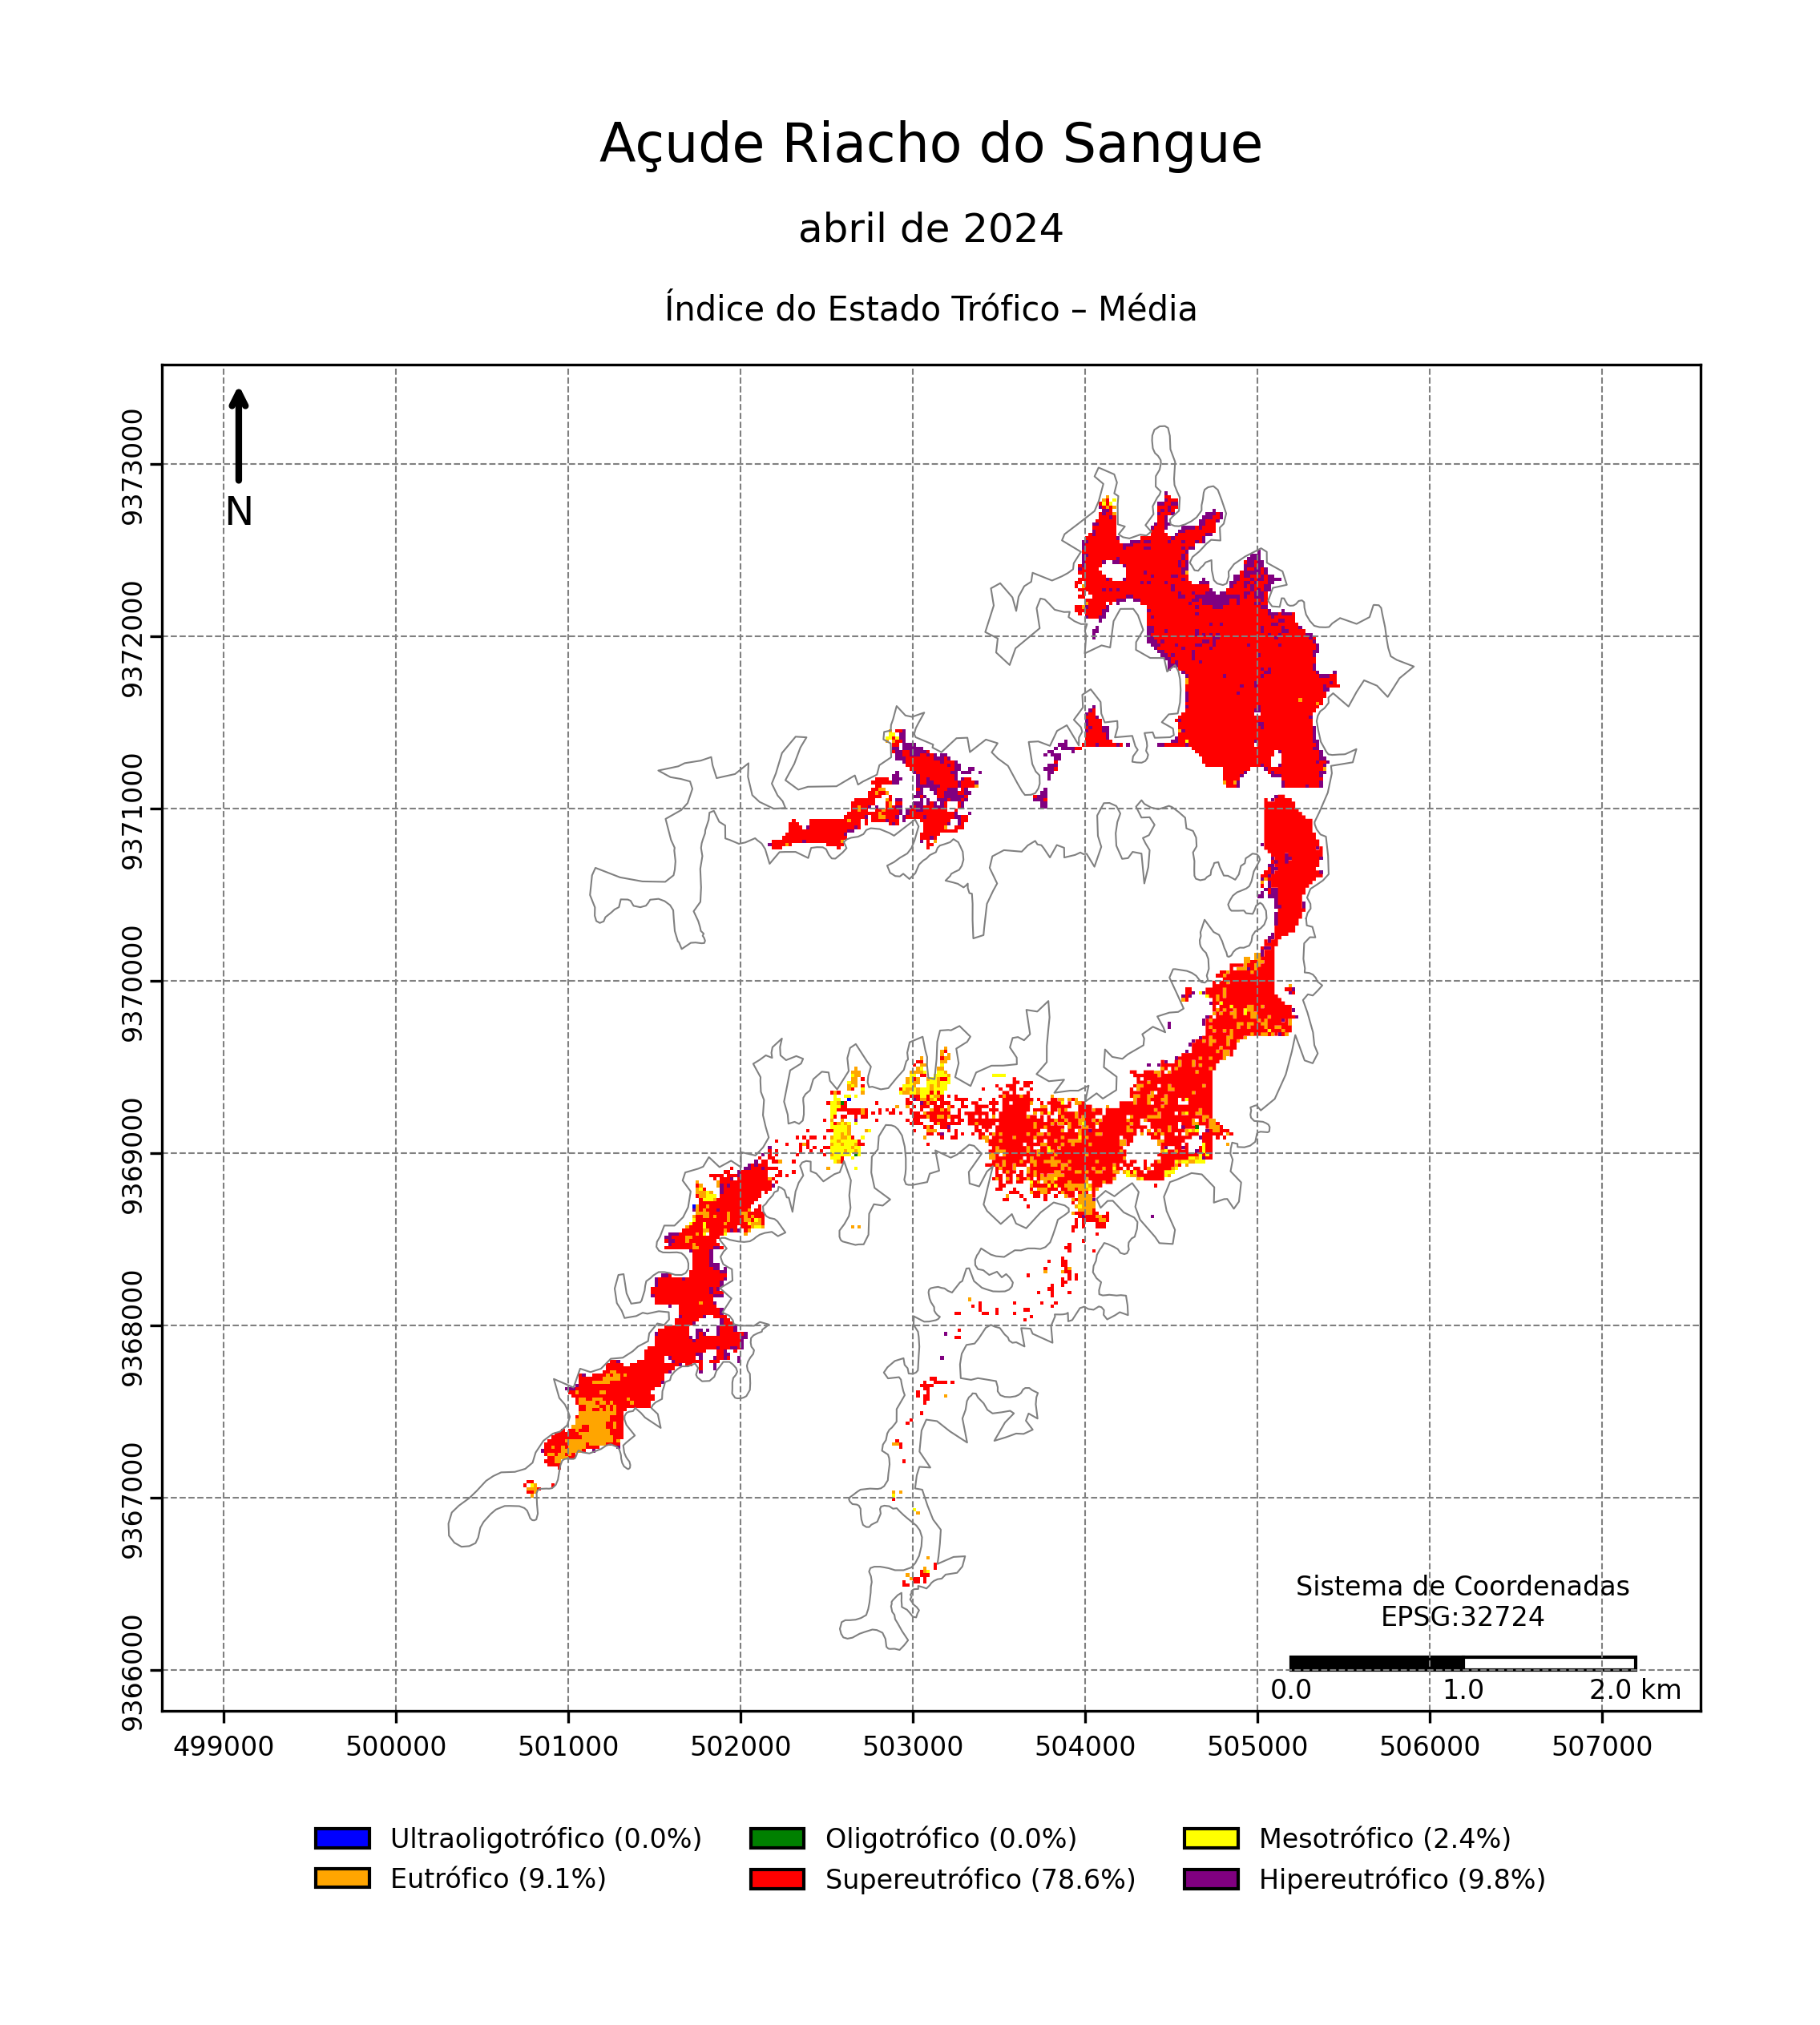 Açude Riacho do Sangue
abril de 2024
Índice do Estado Trófico – Média
N
9373000
9372000
9371000
9370000
9369000
9368000
9367000
9366000
Sistema de Coordenadas
EPSG:32724
0.0 1.0 2.0 km
499000 500000 501000 502000 503000 504000 505000 506000 507000
Ultraoligotrófico (0.0%) Oligotrófico (0.0%) Mesotrófico (2.4%)
Eutrófico (9.1%) Supereutrófico (78.6%) Hipereutrófico (9.8%)